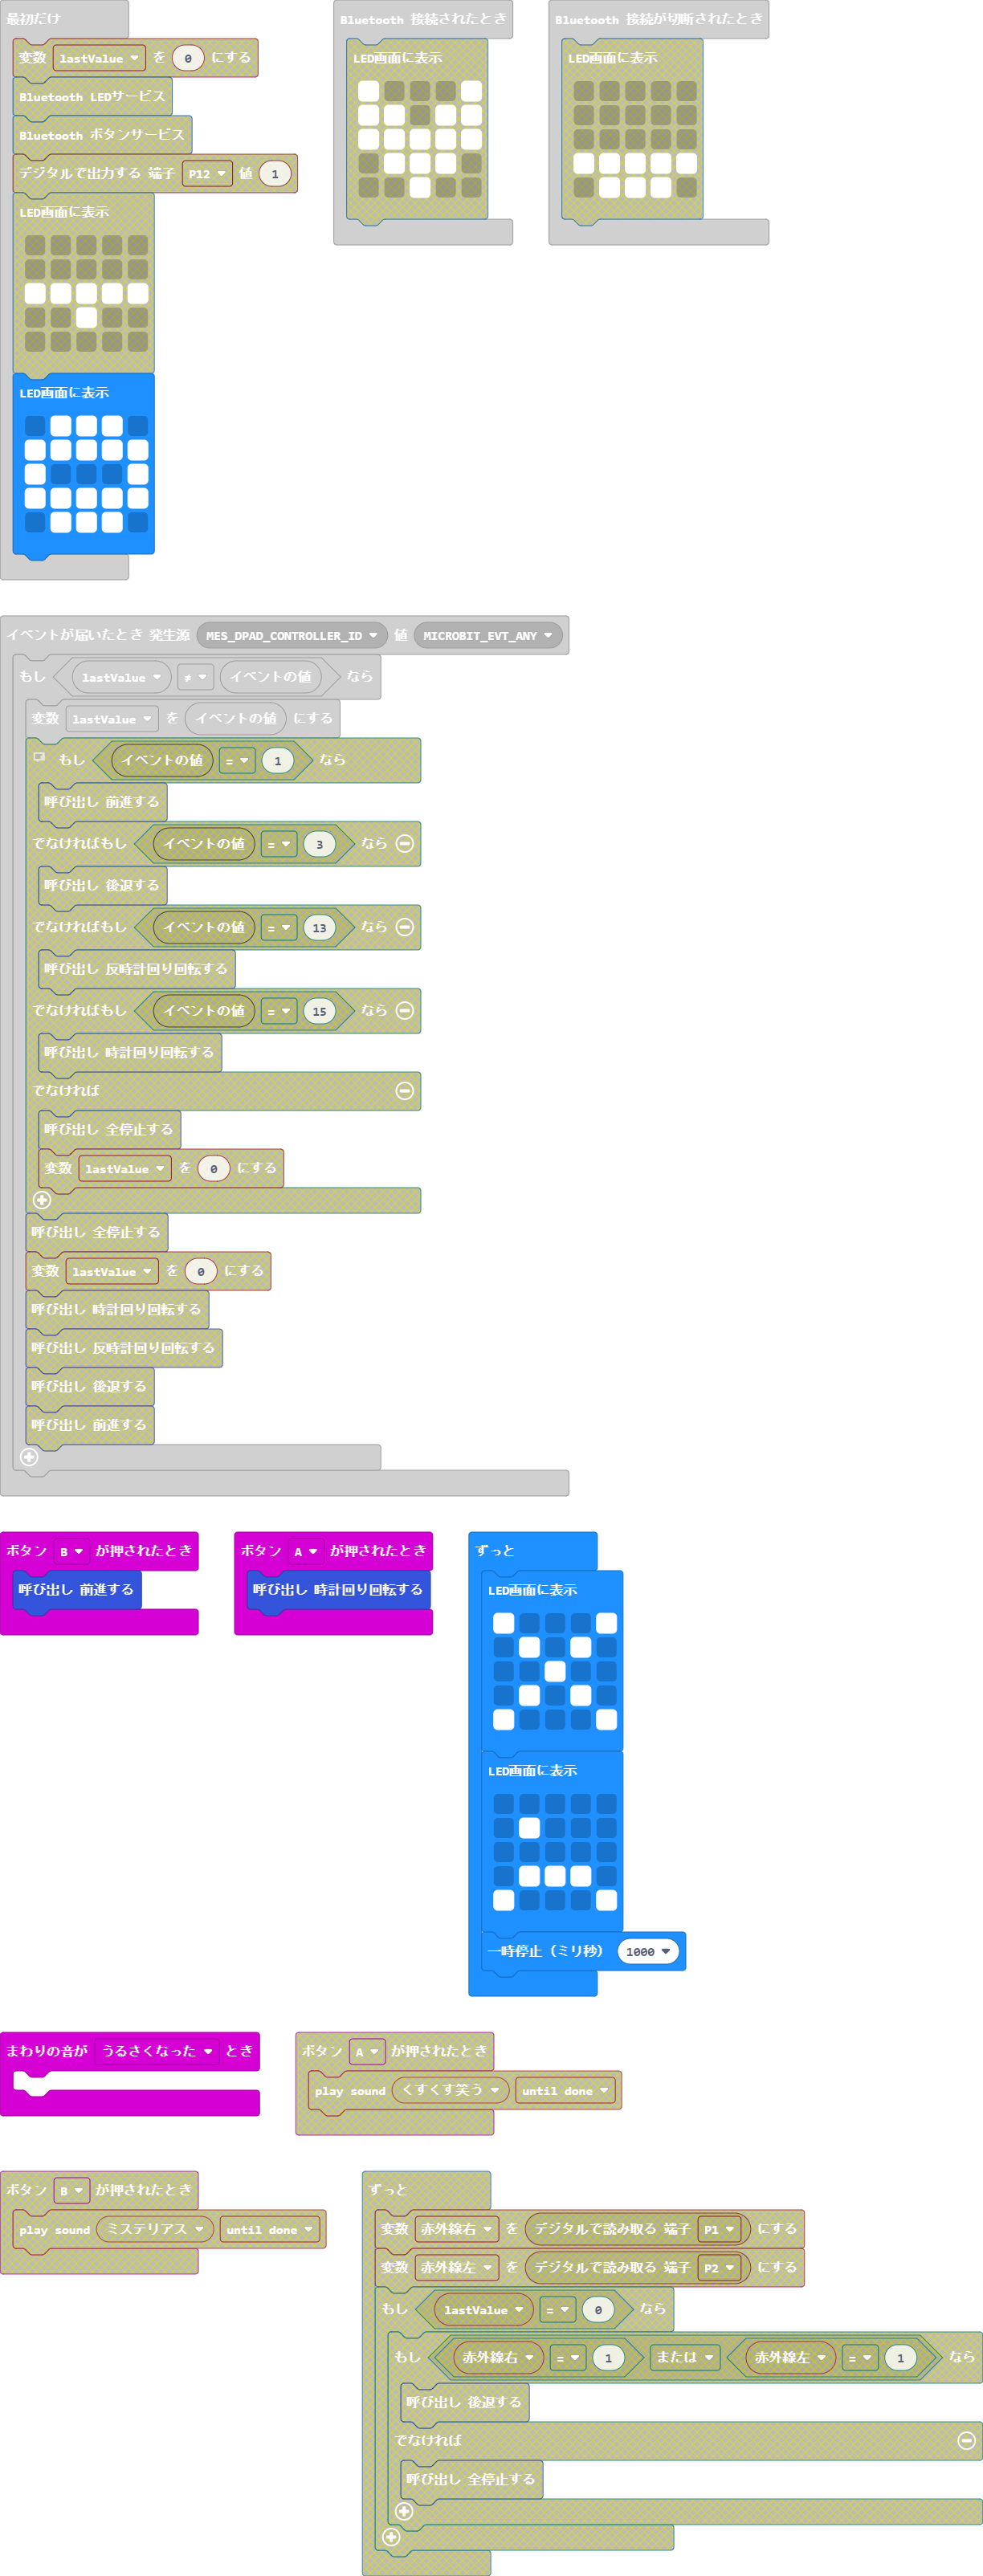 最初だけ
変数 lastValue を 0 にする
Bluetooth LEDサービス
Bluetooth ボタンサービス
デジタルで出力する 端子 P12 値 1
LED画面に表示
LED画面に表示
Bluetooth 接続されたとき
LED画面に表示
Bluetooth 接続が切断されたとき
LED画面に表示
イベントが届いたとき 発生源 MES_DPAD_CONTROLLER_ID 値 MICROBIT_EVT_ANY
もし lastValue ≠ イベントの値 なら
変数 lastValue を イベントの値 にする
もし イベントの値 = 1 なら
呼び出し 前進する
でなければもし イベントの値 = 3 なら
呼び出し 後退する
でなければもし イベントの値 = 13 なら
呼び出し 反時計回り回転する
でなければもし イベントの値 = 15 なら
呼び出し 時計回り回転する
でなければ
呼び出し 全停止する
変数 lastValue を 0 にする
呼び出し 全停止する
変数 lastValue を 0 にする
呼び出し 時計回り回転する
呼び出し 反時計回り回転する
呼び出し 後退する
呼び出し 前進する
ボタン B が押されたとき
呼び出し 前進する
ボタン A が押されたとき
呼び出し 時計回り回転する
ずっと
LED画面に表示
LED画面に表示
一時停止（ミリ秒） 1000
まわりの音が うるさくなった とき
ボタン A が押されたとき
play sound くすくす笑う until done
ボタン B が押されたとき
play sound ミステリアス until done
ずっと
変数 赤外線右 を デジタルで読み取る 端子 P1 にする
変数 赤外線左 を デジタルで読み取る 端子 P2 にする
もし lastValue = 0 なら
もし 赤外線右 = 1 または 赤外線左 = 1 なら
呼び出し 後退する
でなければ
呼び出し 全停止する